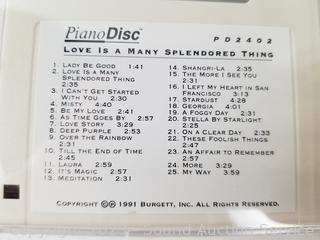 PianoDisc™ PD2402
LOVE IS A MANY SPLENDORED THING
1. LADY BE GOOD 1:41
2. LOVE IS A MANY
SPLENDORED THING
2:35
3. I CAN'T GET STARTED
WITH YOU 2:30
4. MISTY 4:40
5. BE MY LOVE 2:41
6. AS TIME GOES BY 2:57
7. LOVE STORY 3:29
8. DEEP PURPLE 2:53
9. OVER THE RAINBOW
2:31
10. TILL THE END OF TIME
2:45
11. LAURA 2:59
12. IT'S MAGIC 2:57
13. MEDITATION 2:31
14. SHANGRI-LA 2:35
15. THE MORE I SEE YOU
2:31
16. I LEFT MY HEART IN SAN
FRANCISCO 3:13
17. STARDUST 4:28
18. GEORGIA 4:01
19. A FOGGY DAY 2:31
20. STELLA BY STARLIGHT
2:25
21. ON A CLEAR DAY 2:33
22. THESE FOOLISH THINGS
2:47
23. AN AFFAIR TO REMEMBER
2:57
24. MORE 3:29
25. MY WAY 3:59
COPYRIGHT ©℗ 1991 BURGETT, INC. ALL RIGHTS RESERVED.